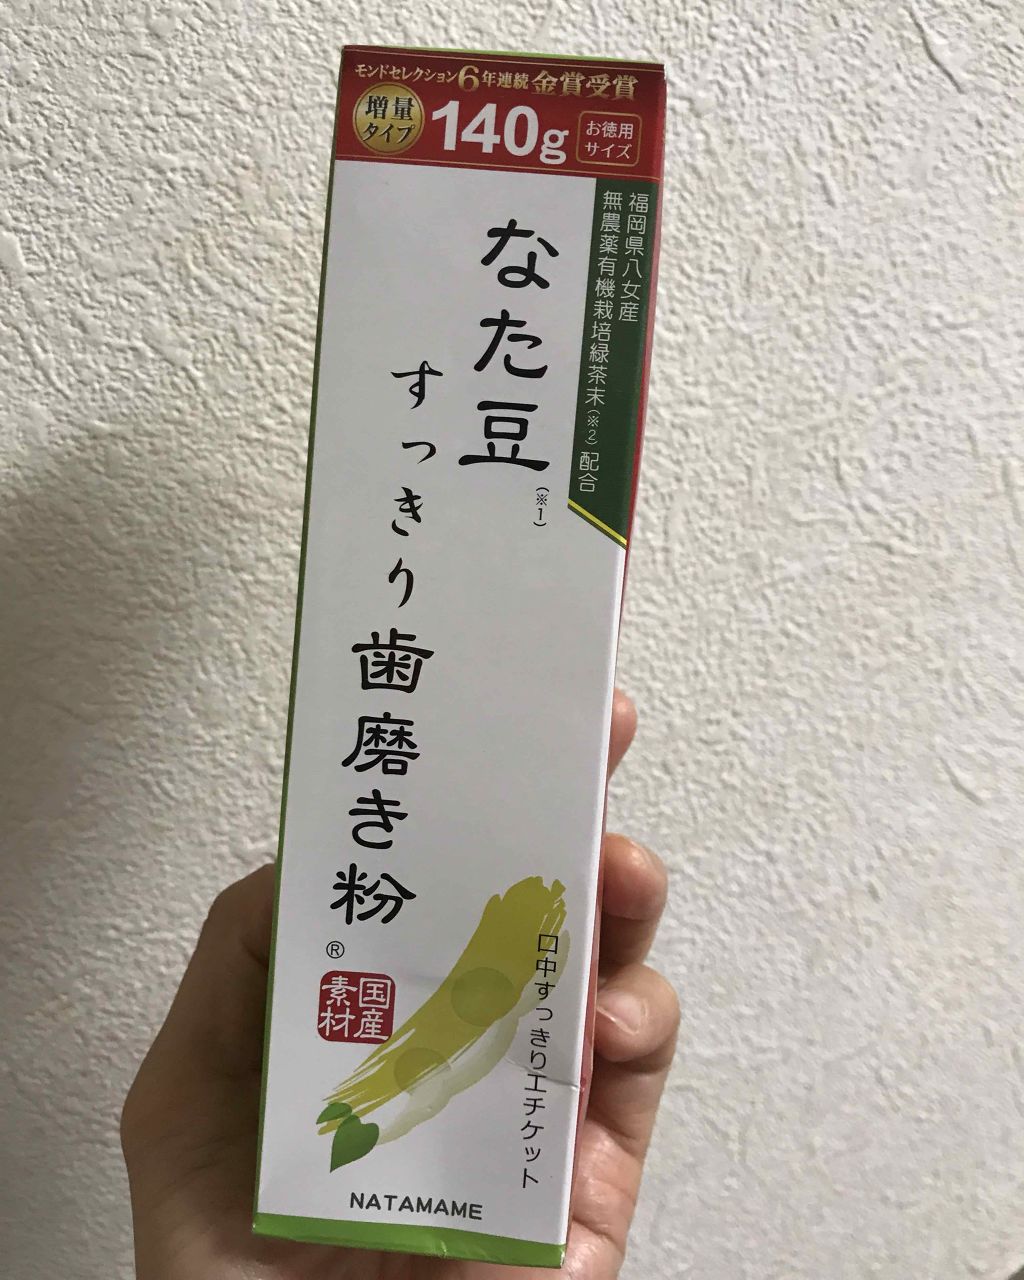 モンドセレクション6年連続金賞受賞
増量
タイプ
140g
お徳用
サイズ
福岡県八女産
無農薬有機栽培緑茶末(※2)配合
なた豆(※1)
すっきり歯磨き粉®
国産
素材
口中すっきりエチケット
NATAMAME